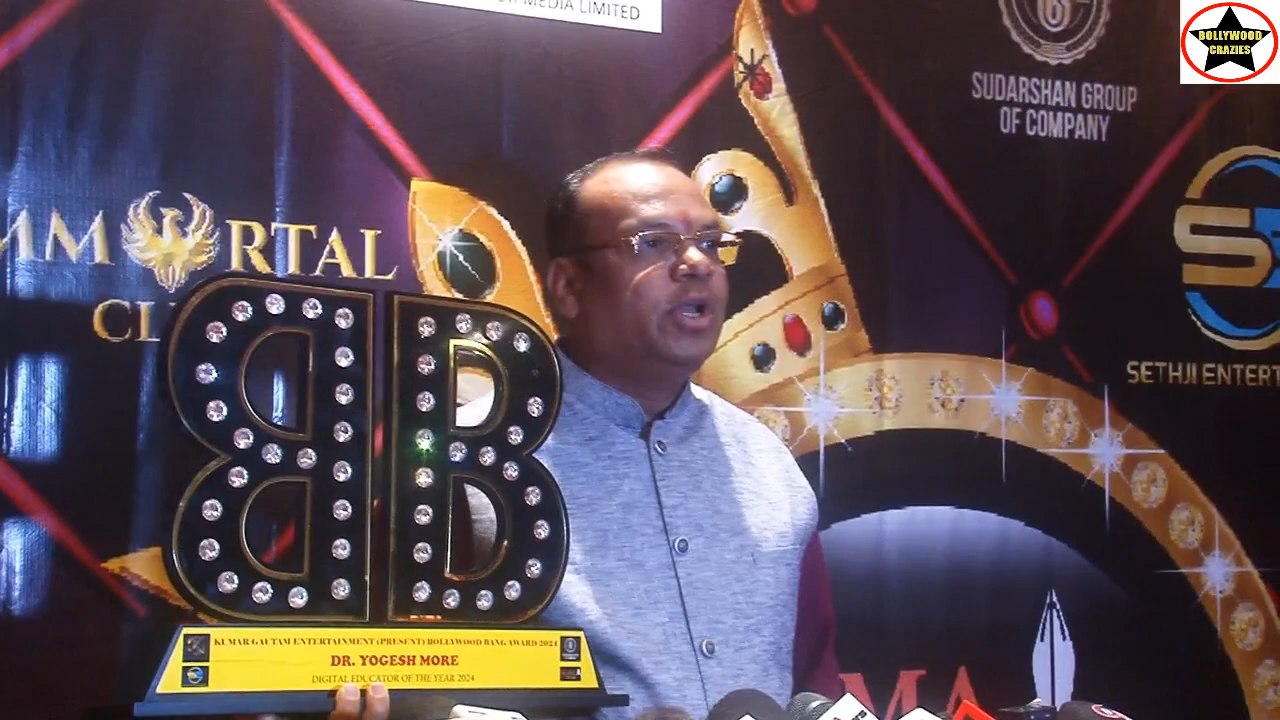 MEDIA LIMITED
BOLLYWOOD
CRAZIES
SUDARSHAN GROUP
OF COMPANY
MM RTAL
CL
SETHJI ENTERT
BB
KUMAR GAUTAM ENTERTAINMENT (PRESENT) BOLLYWOOD BANG AWARD 2024
DR. YOGESH MORE
DIGITAL EDUCATOR OF THE YEAR 2024
MA